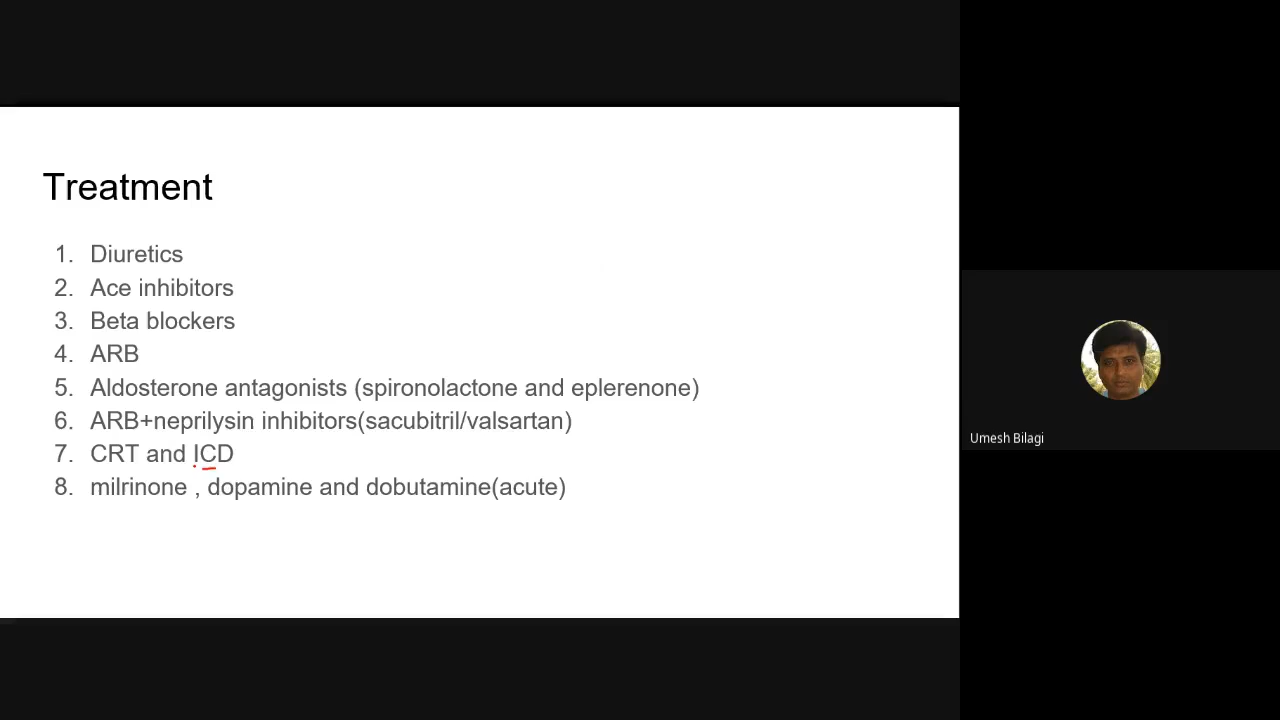 Treatment
1. Diuretics
2. Ace inhibitors
3. Beta blockers
4. ARB
5. Aldosterone antagonists (spironolactone and eplerenone)
6. ARB+neprilysin inhibitors(sacubitril/valsartan)
7. CRT and ICD
8. milrinone , dopamine and dobutamine(acute)
Umesh Bilagi